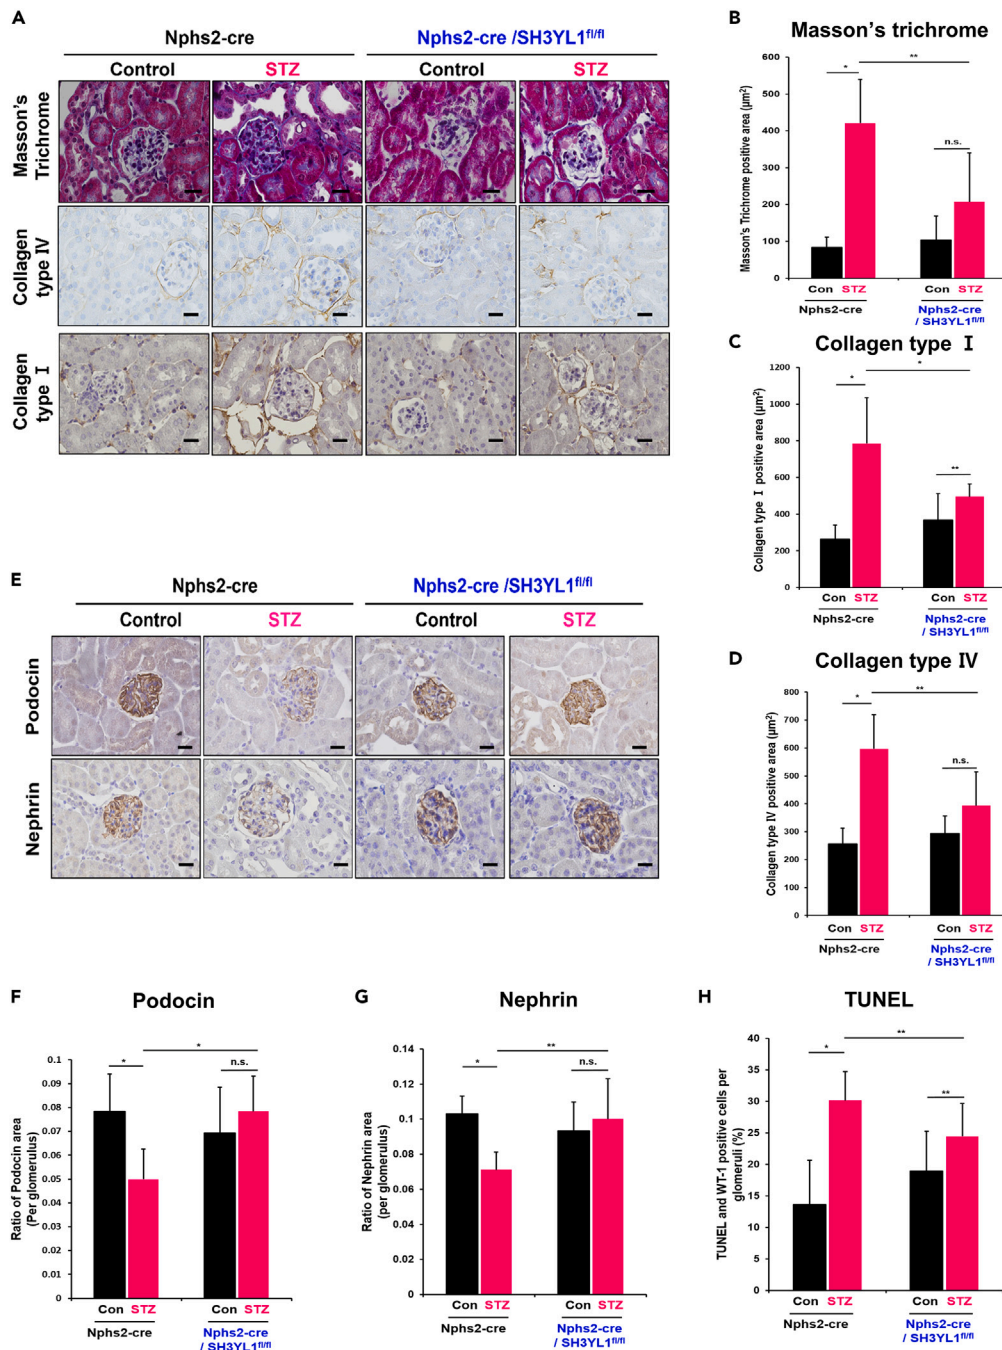 A
Nphs2-cre
Nphs2-cre /SH3YL1fl/fl
Control
STZ
Control
STZ
Masson's
Trichrome
Collagen
type IV
Collagen
type I
B
Masson's trichrome
Masson's Trichrome positive area (µm²)
600
500
400
300
200
100
0
*
**
n.s.
Con STZ
Con STZ
Nphs2-cre
Nphs2-cre
/ SH3YL1fl/fl
C
Collagen type I
Collagen type I positive area (µm²)
1200
1000
800
600
400
200
0
*
*
**
Con STZ
Con STZ
Nphs2-cre
Nphs2-cre
/ SH3YL1fl/fl
D
Collagen type IV
Collagen type IV positive area (µm²)
800
700
600
500
400
300
200
100
0
*
**
n.s.
Con STZ
Con STZ
Nphs2-cre
Nphs2-cre
/ SH3YL1fl/fl
E
Nphs2-cre
Nphs2-cre /SH3YL1fl/fl
Control
STZ
Control
STZ
Podocin
Nephrin
F
Podocin
Ratio of Podocin area
(Per glomerulus)
0.1
0.09
0.08
0.07
0.06
0.05
0.04
0.03
0.02
0.01
0
*
*
n.s.
Con STZ
Con STZ
Nphs2-cre
Nphs2-cre
/ SH3YL1fl/fl
G
Nephrin
Ratio of Nephrin area
(per glomerulus)
0.14
0.12
0.1
0.08
0.06
0.04
0.02
0
*
**
n.s.
Con STZ
Con STZ
Nphs2-cre
Nphs2-cre
/ SH3YL1fl/fl
H
TUNEL
TUNEL and WT-1 positive cells per
glomeruli (%)
40
35
30
25
20
15
10
5
0
*
**
**
Con STZ
Con STZ
Nphs2-cre
Nphs2-cre
/ SH3YL1fl/fl